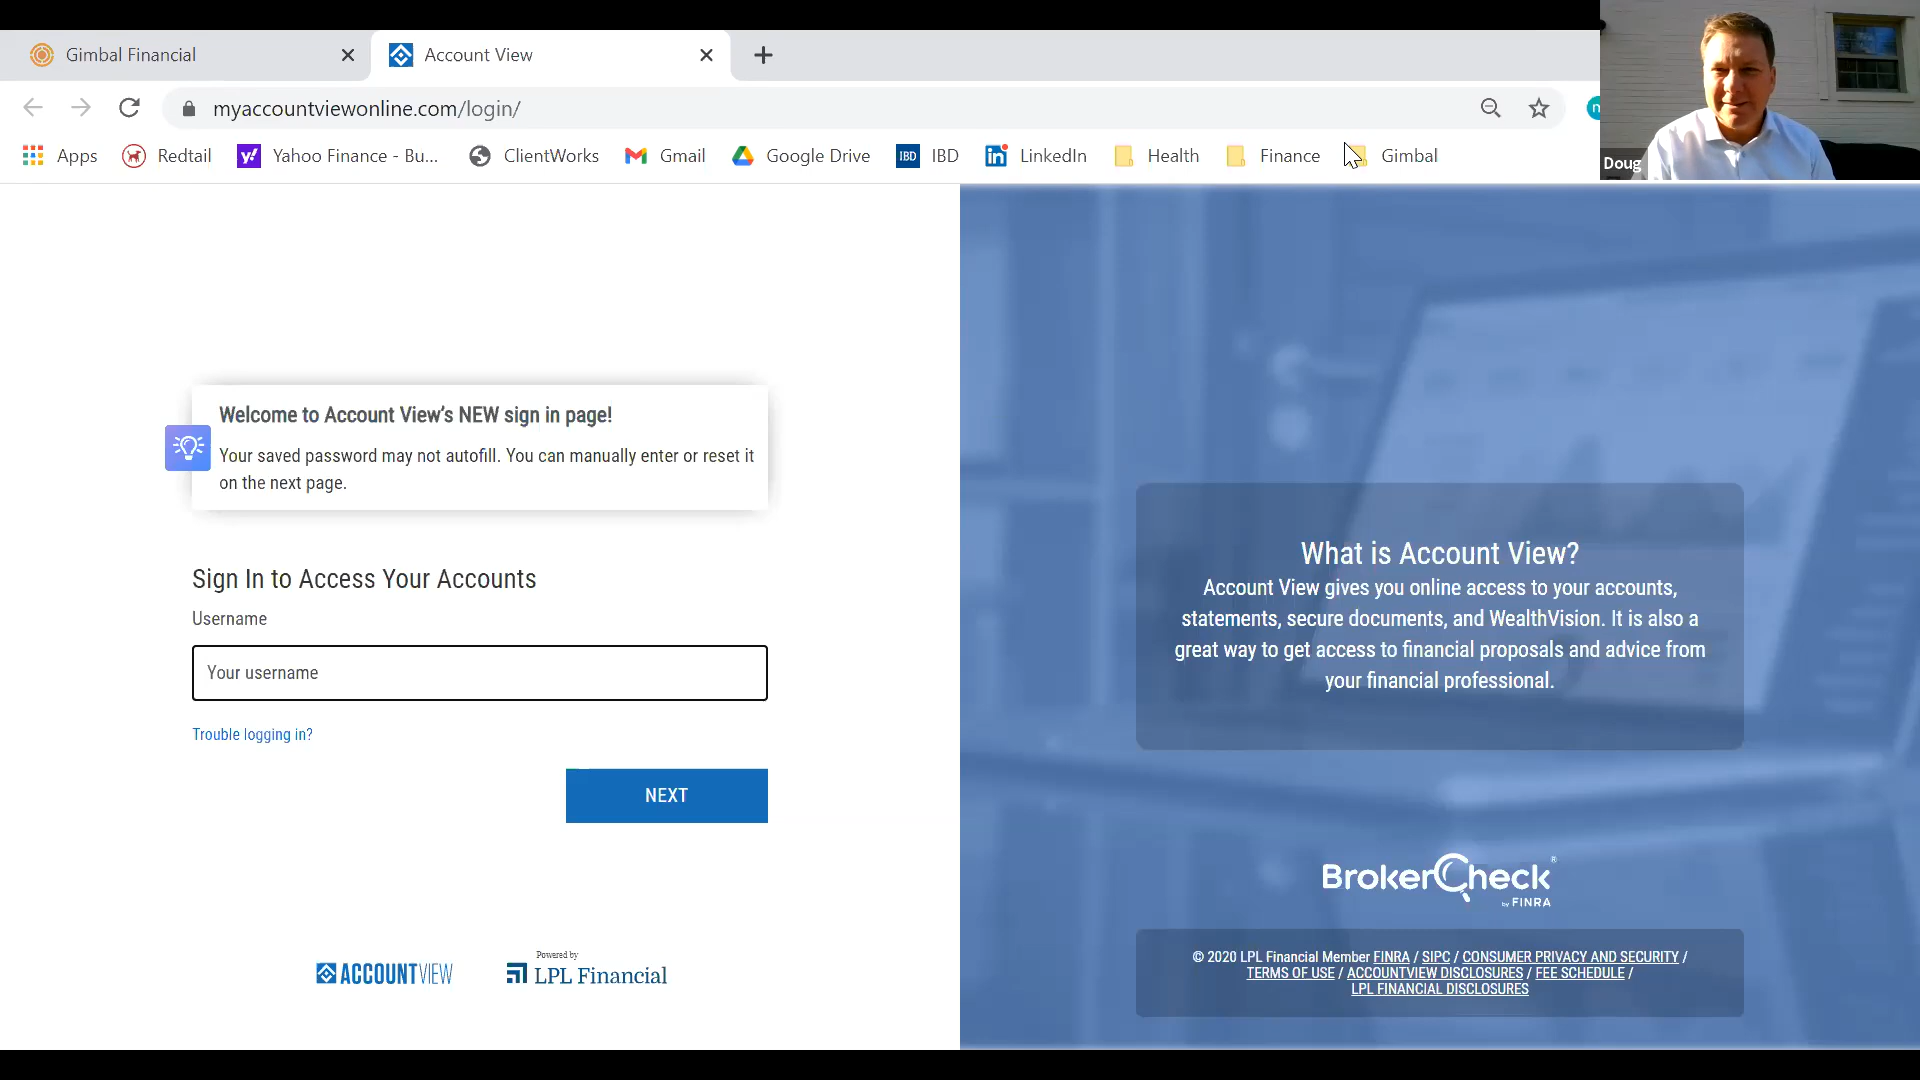 Gimbal Financial
Account View
myaccountviewonline.com/login/
Apps Redtail Yahoo Finance - Bu... ClientWorks Gmail Google Drive IBD IBD LinkedIn Health Finance Gimbal
Doug
Welcome to Account View's NEW sign in page!
Your saved password may not autofill. You can manually enter or reset it
on the next page.
Sign In to Access Your Accounts
Username
Your username
Trouble logging in?
NEXT
ACCOUNTVIEW
Powered by
LPL Financial
What is Account View?
Account View gives you online access to your accounts,
statements, secure documents, and WealthVision. It is also a
great way to get access to financial proposals and advice from
your financial professional.
BrokerCheck®
by FINRA
© 2020 LPL Financial Member FINRA / SIPC / CONSUMER PRIVACY AND SECURITY /
TERMS OF USE / ACCOUNTVIEW DISCLOSURES / FEE SCHEDULE /
LPL FINANCIAL DISCLOSURES